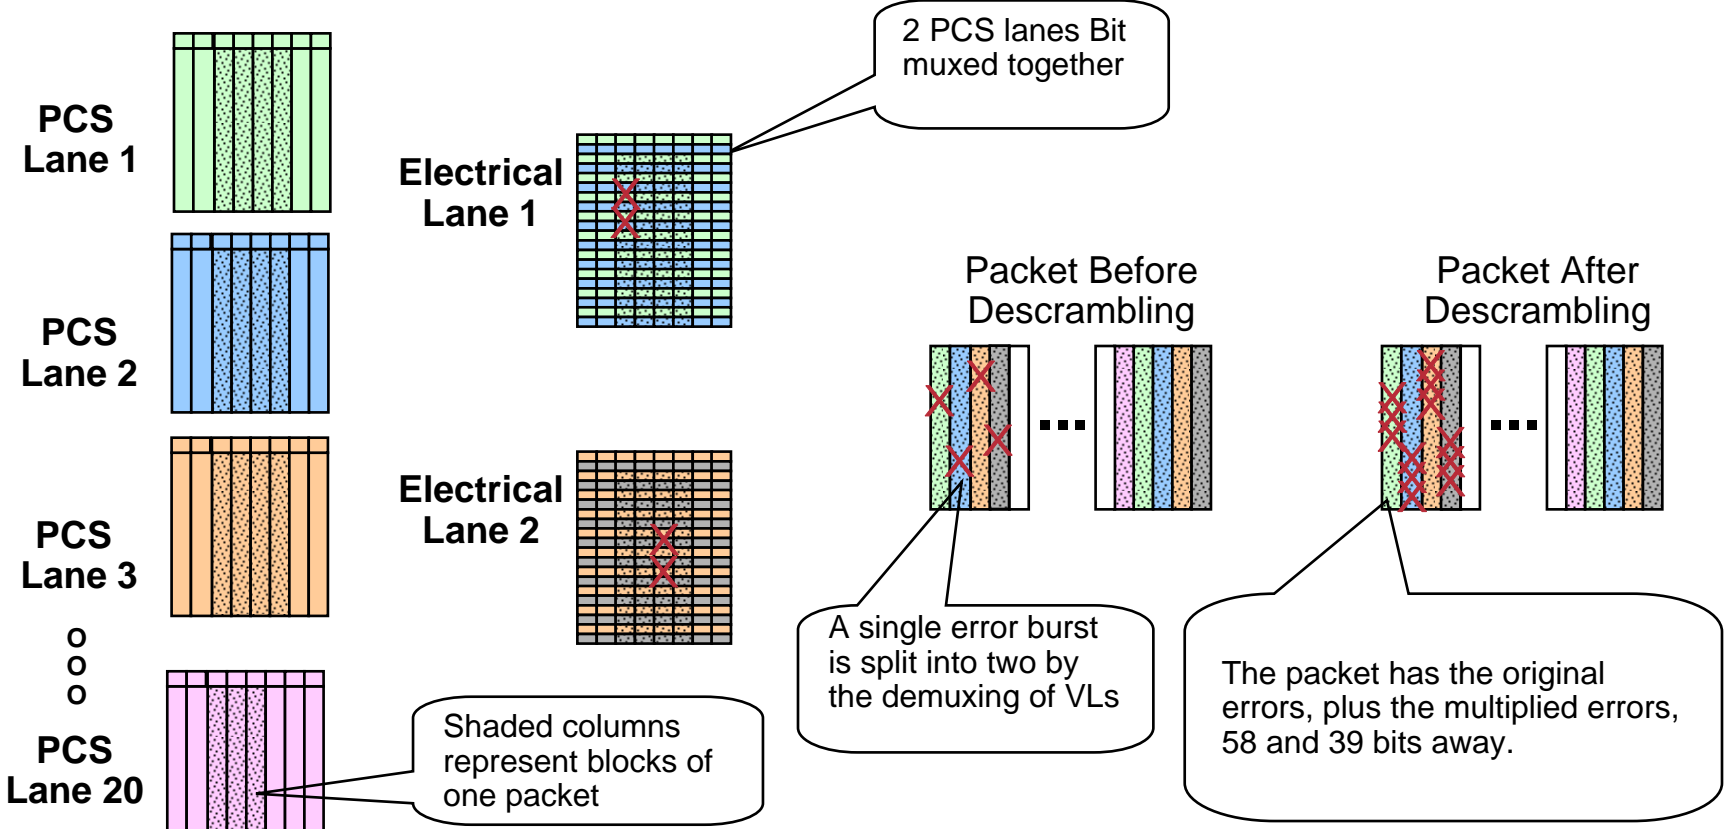 2 PCS lanes Bit
muxed together
PCS
Lane 1
Electrical
Lane 1
PCS
Lane 2
Packet Before
Descrambling
Packet After
Descrambling
Electrical
Lane 2
PCS
Lane 3
o
o
o
PCS
Lane 20
Shaded columns
represent blocks of
one packet
A single error burst
is split into two by
the demuxing of VLs
The packet has the original
errors, plus the multiplied errors,
58 and 39 bits away.